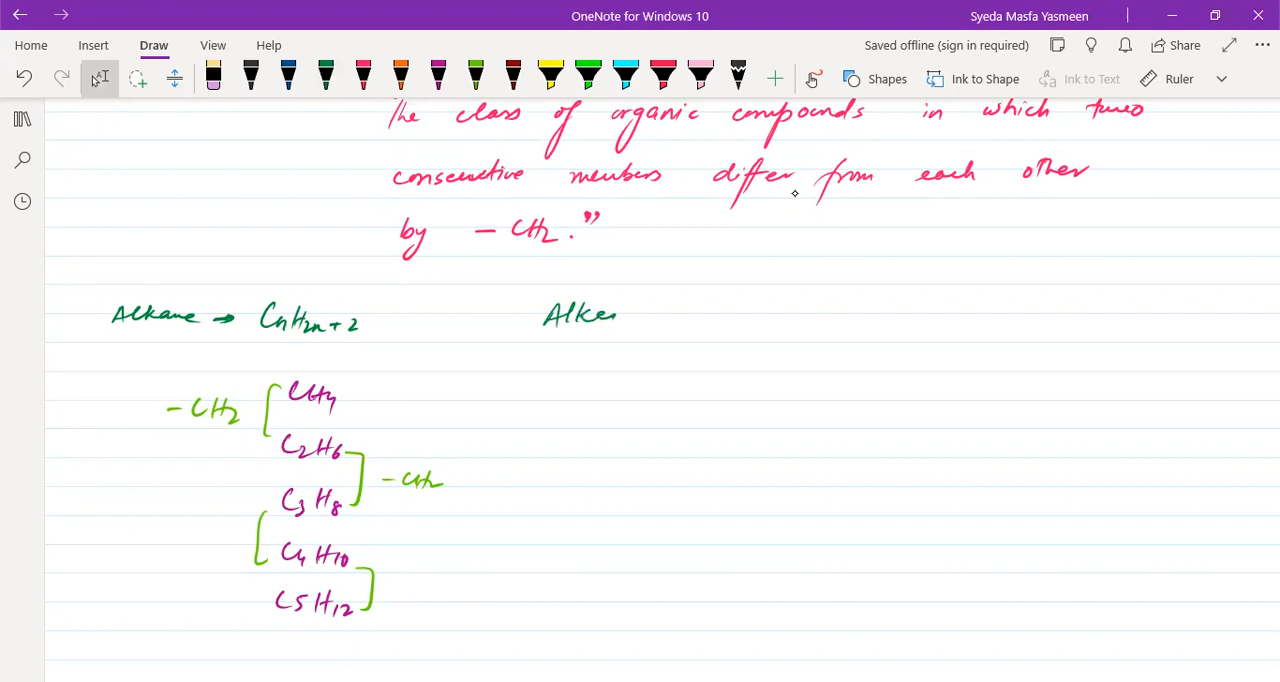 OneNote for Windows 10
Syeda Masfa Yasmeen
Home Insert Draw View Help
Saved offline (sign in required) Share
Shapes Ink to Shape Ink to Text Ruler
The class of organic compounds in which two
consecutive members differ from each other
by - CH2."
Alkane → CnH2n+2 Alken
CH4
- CH2
C2H6
- CH2
C3H8
C4H10
C5H12